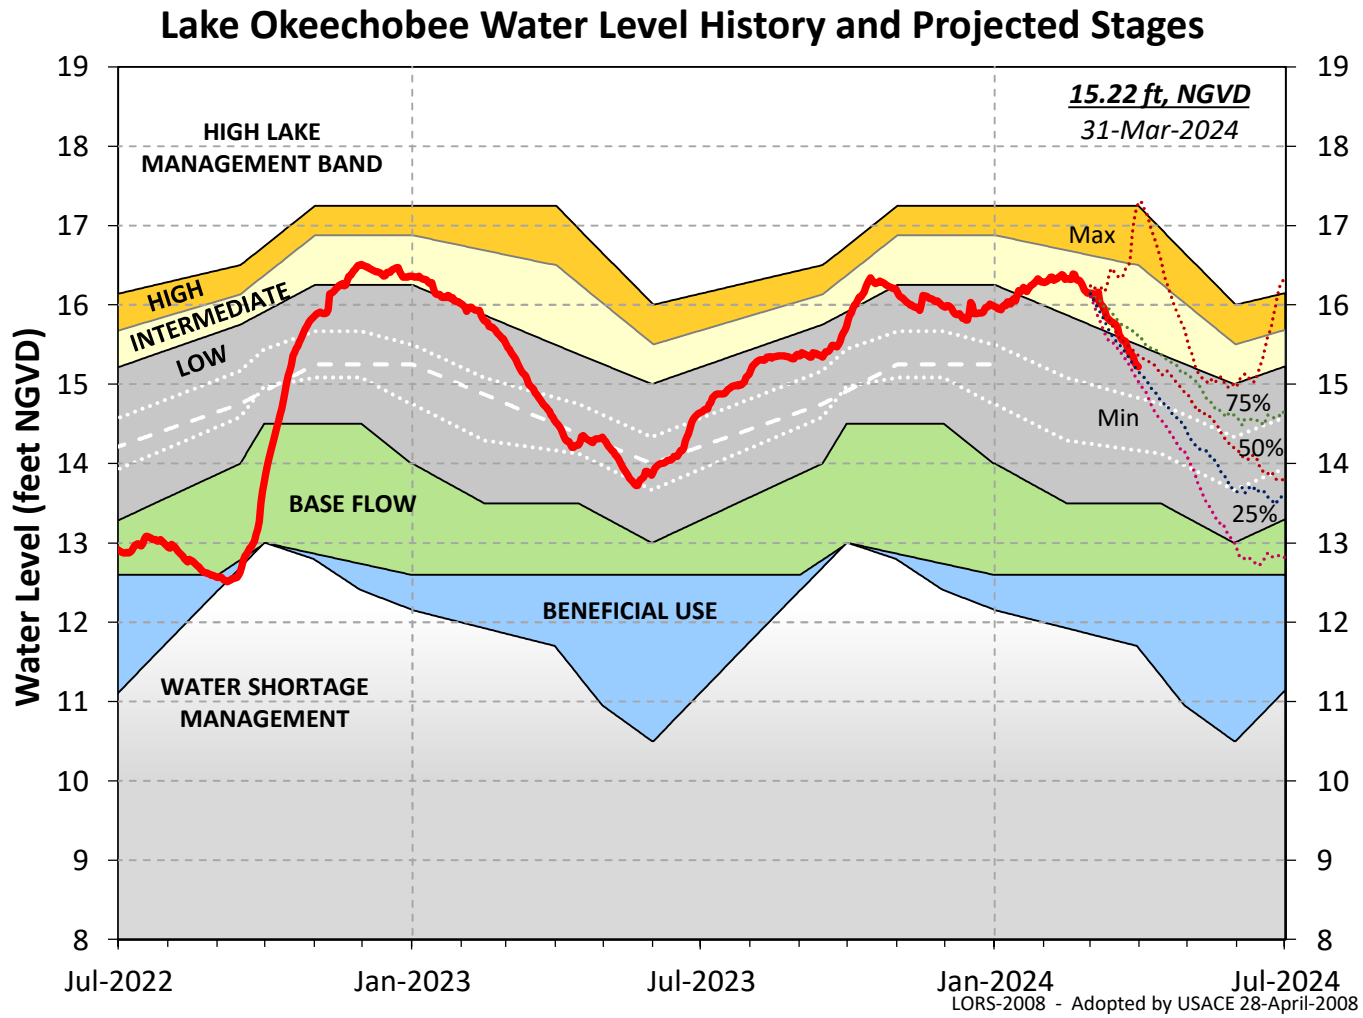 Lake Okeechobee Water Level History and Projected Stages
Water Level (feet NGVD)
19
18
17
16
15
14
13
12
11
10
9
8
19
18
17
16
15
14
13
12
11
10
9
8
15.22 ft, NGVD
31-Mar-2024
HIGH LAKE
MANAGEMENT BAND
HIGH
INTERMEDIATE
LOW
BASE FLOW
BENEFICIAL USE
WATER SHORTAGE
MANAGEMENT
Max
Min
75%
50%
25%
Jul-2022
Jan-2023
Jul-2023
Jan-2024
Jul-2024
LORS-2008 - Adopted by USACE 28-April-2008